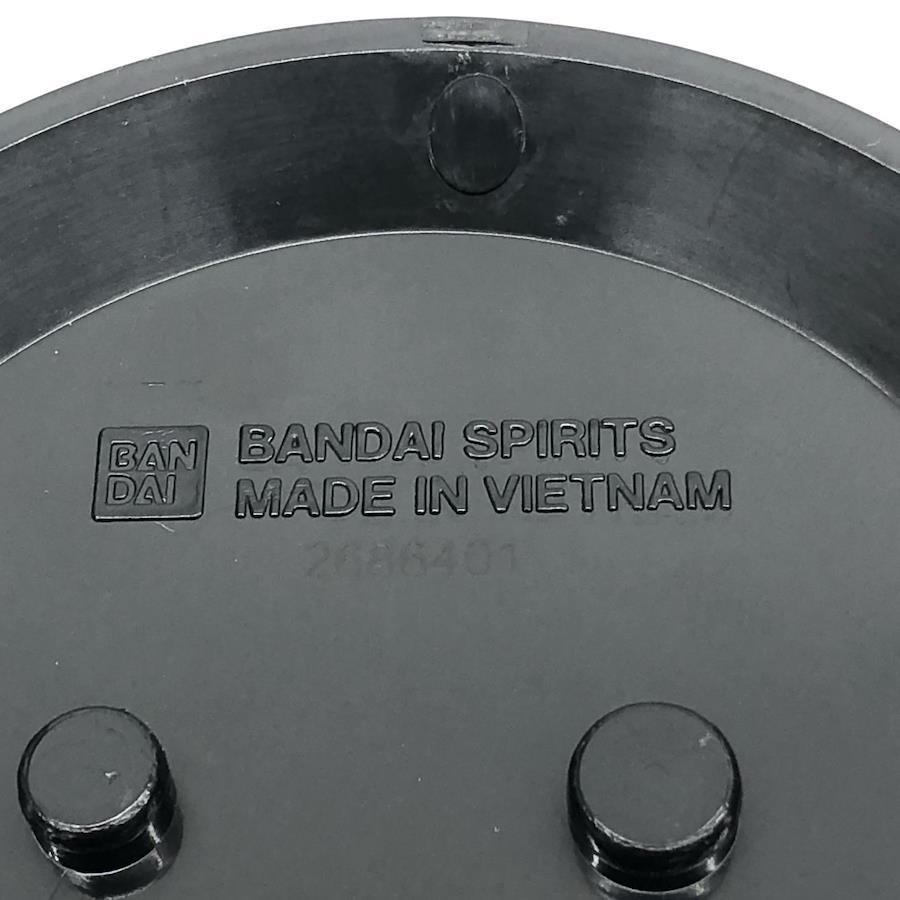 BAN
DAI
BANDAI SPIRITS
MADE IN VIETNAM
2686401